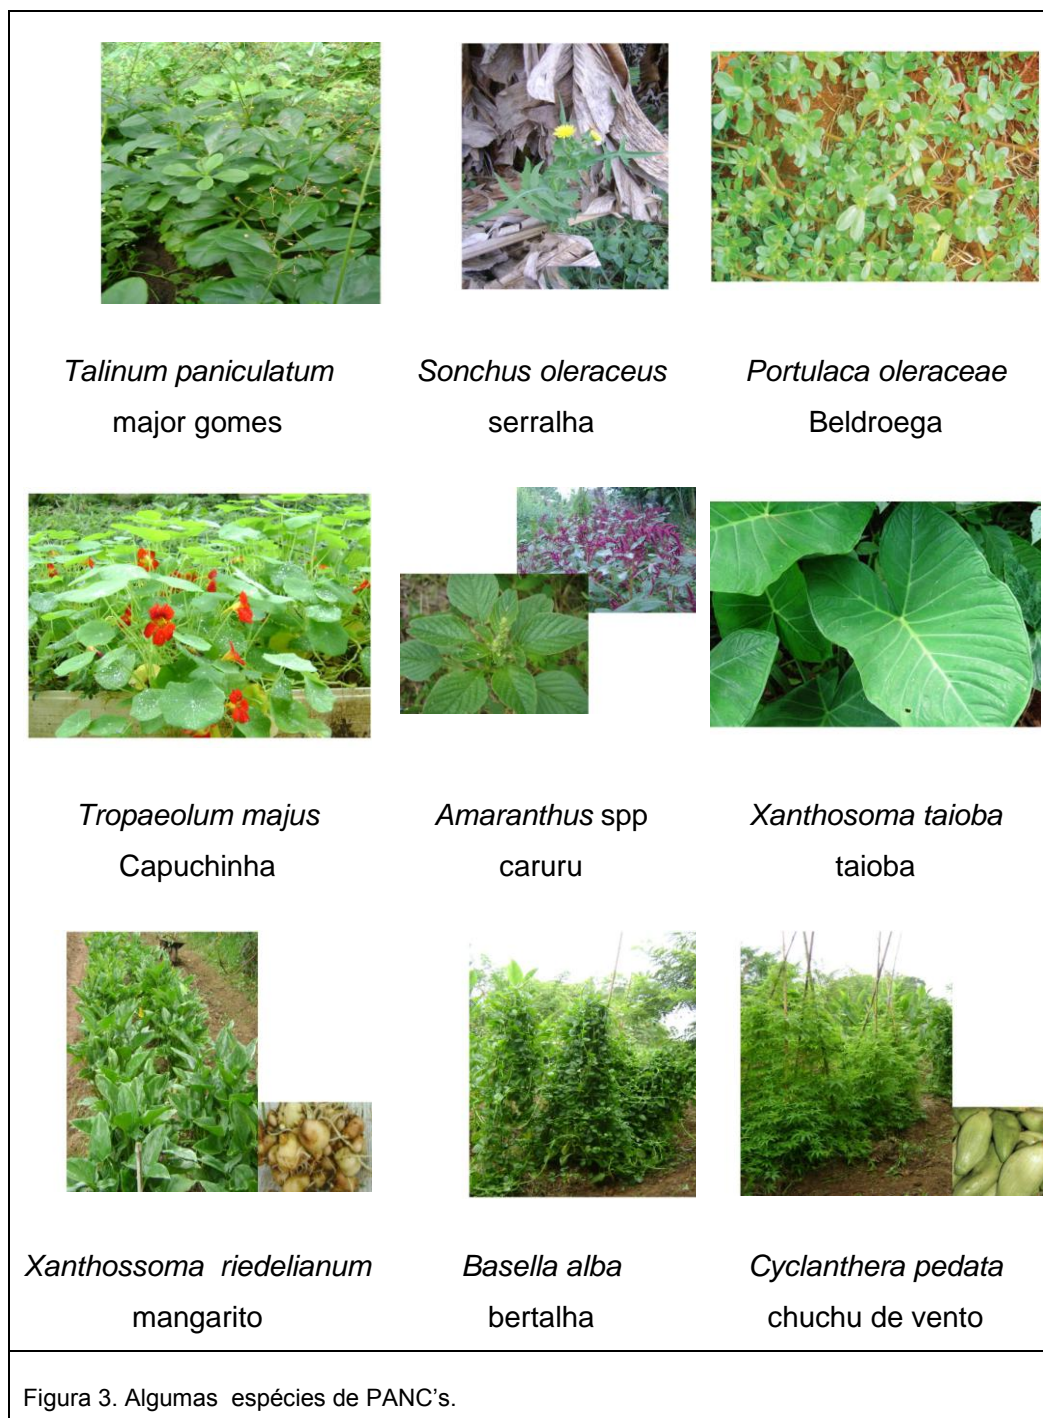 Talinum paniculatum
major gomes
Sonchus oleraceus
serralha
Portulaca oleraceae
Beldroega
Tropaeolum majus
Capuchinha
Amaranthus spp
caruru
Xanthosoma taioba
taioba
Xanthossoma riedelianum
mangarito
Basella alba
bertalha
Cyclanthera pedata
chuchu de vento
Figura 3. Algumas espécies de PANC's.